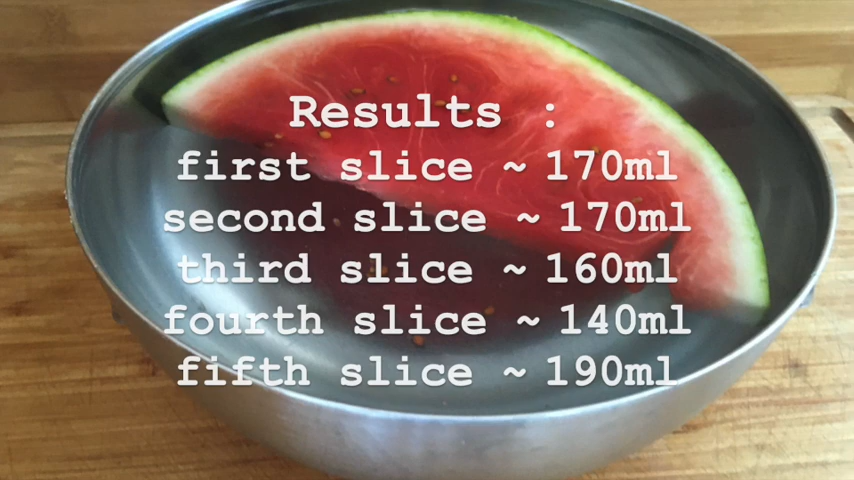 Results :
first slice ~ 170ml
second slice ~ 170ml
third slice ~ 160ml
fourth slice ~ 140ml
fifth slice ~ 190ml